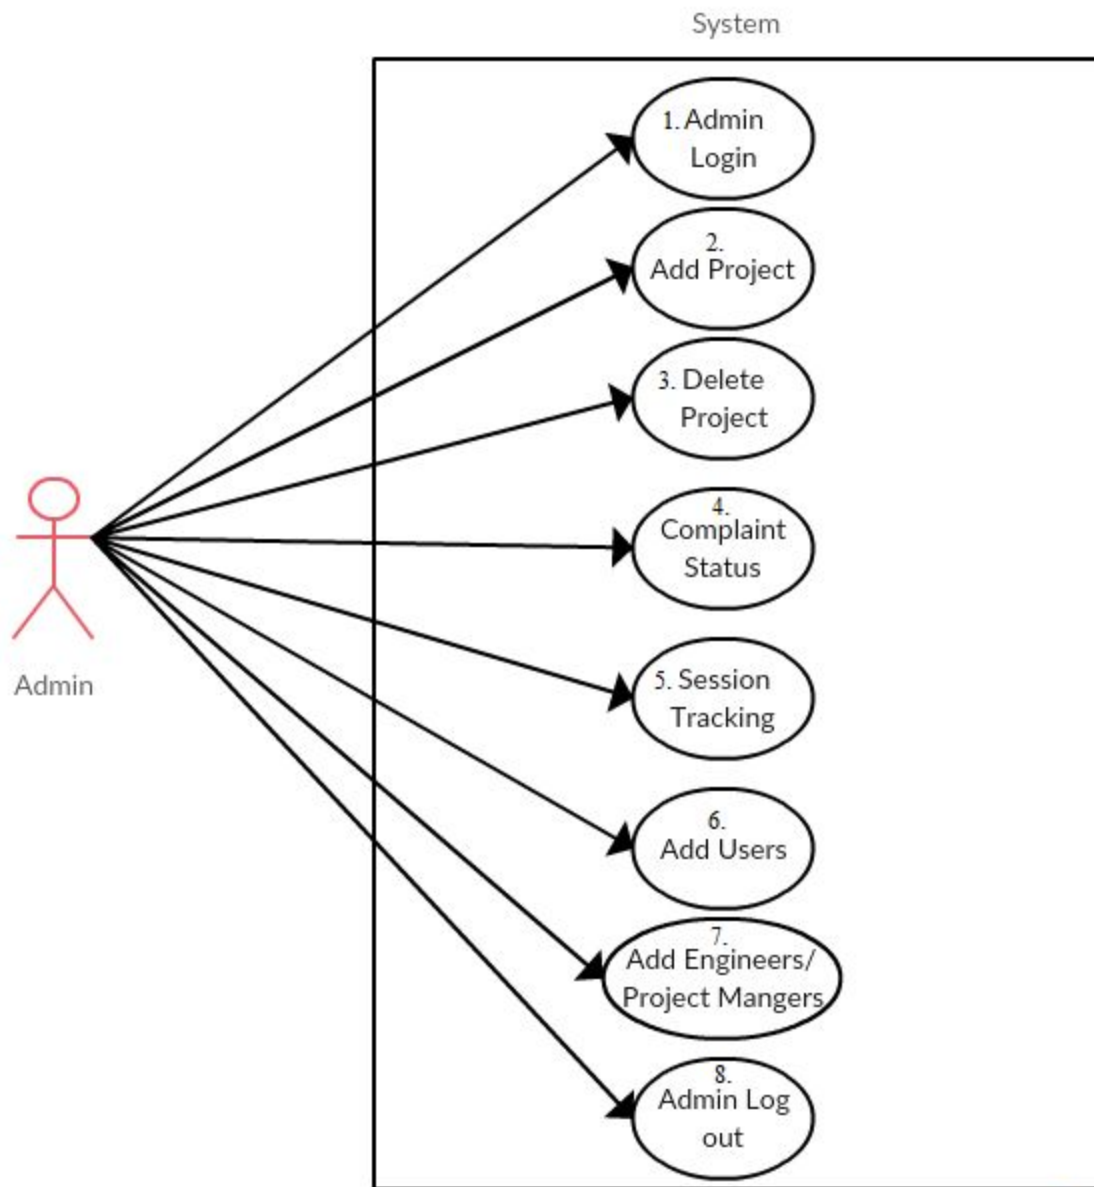 System
1. Admin
Login
2.
Add Project
3. Delete
Project
4.
Complaint
Status
5. Session
Tracking
Admin
6.
Add Users
7.
Add Engineers/
Project Mangers
8.
Admin Log
out